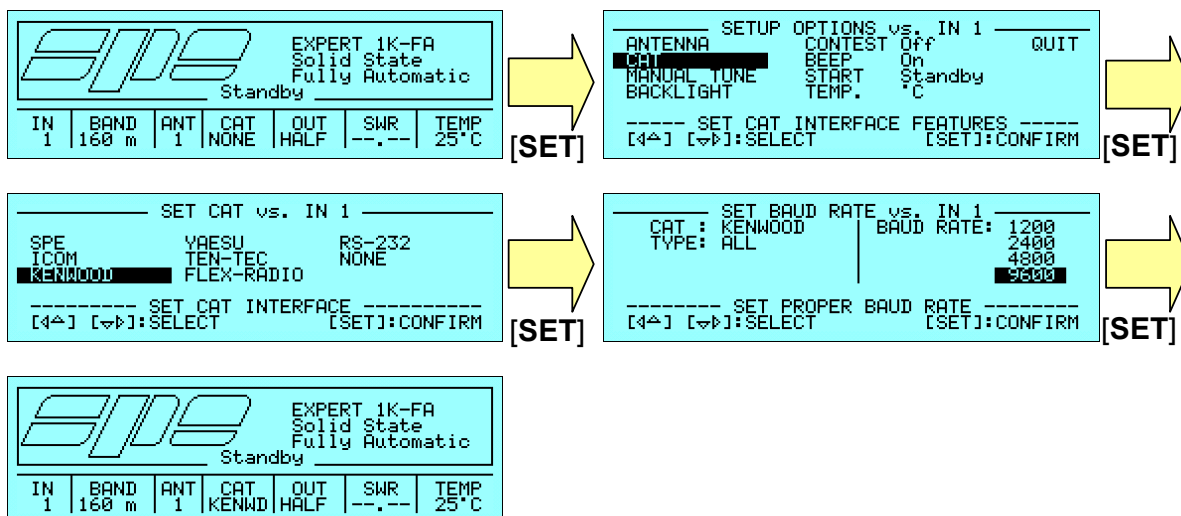 spe
EXPERT 1K-FA
Solid State
Fully Automatic
Standby
IN BAND ANT CAT OUT SWR TEMP
1 160 m 1 NONE HALF --.-- 25°C
[SET]
SETUP OPTIONS vs. IN 1
ANTENNA CONTEST Off QUIT
CAT BEEP On
MANUAL TUNE START Standby
BACKLIGHT TEMP. °C
----- SET CAT INTERFACE FEATURES -----
[◁△] [▽▷]:SELECT [SET]:CONFIRM
[SET]
SET CAT vs. IN 1
SPE YAESU RS-232
ICOM TEN-TEC NONE
KENWOOD FLEX-RADIO
--------- SET CAT INTERFACE ----------
[◁△] [▽▷]:SELECT [SET]:CONFIRM
[SET]
SET BAUD RATE vs. IN 1
CAT : KENWOOD BAUD RATE: 1200
TYPE: ALL 2400
4800
9600
-------- SET PROPER BAUD RATE --------
[◁△] [▽▷]:SELECT [SET]:CONFIRM
[SET]
spe
EXPERT 1K-FA
Solid State
Fully Automatic
Standby
IN BAND ANT CAT OUT SWR TEMP
1 160 m 1 KENWD HALF --.-- 25°C